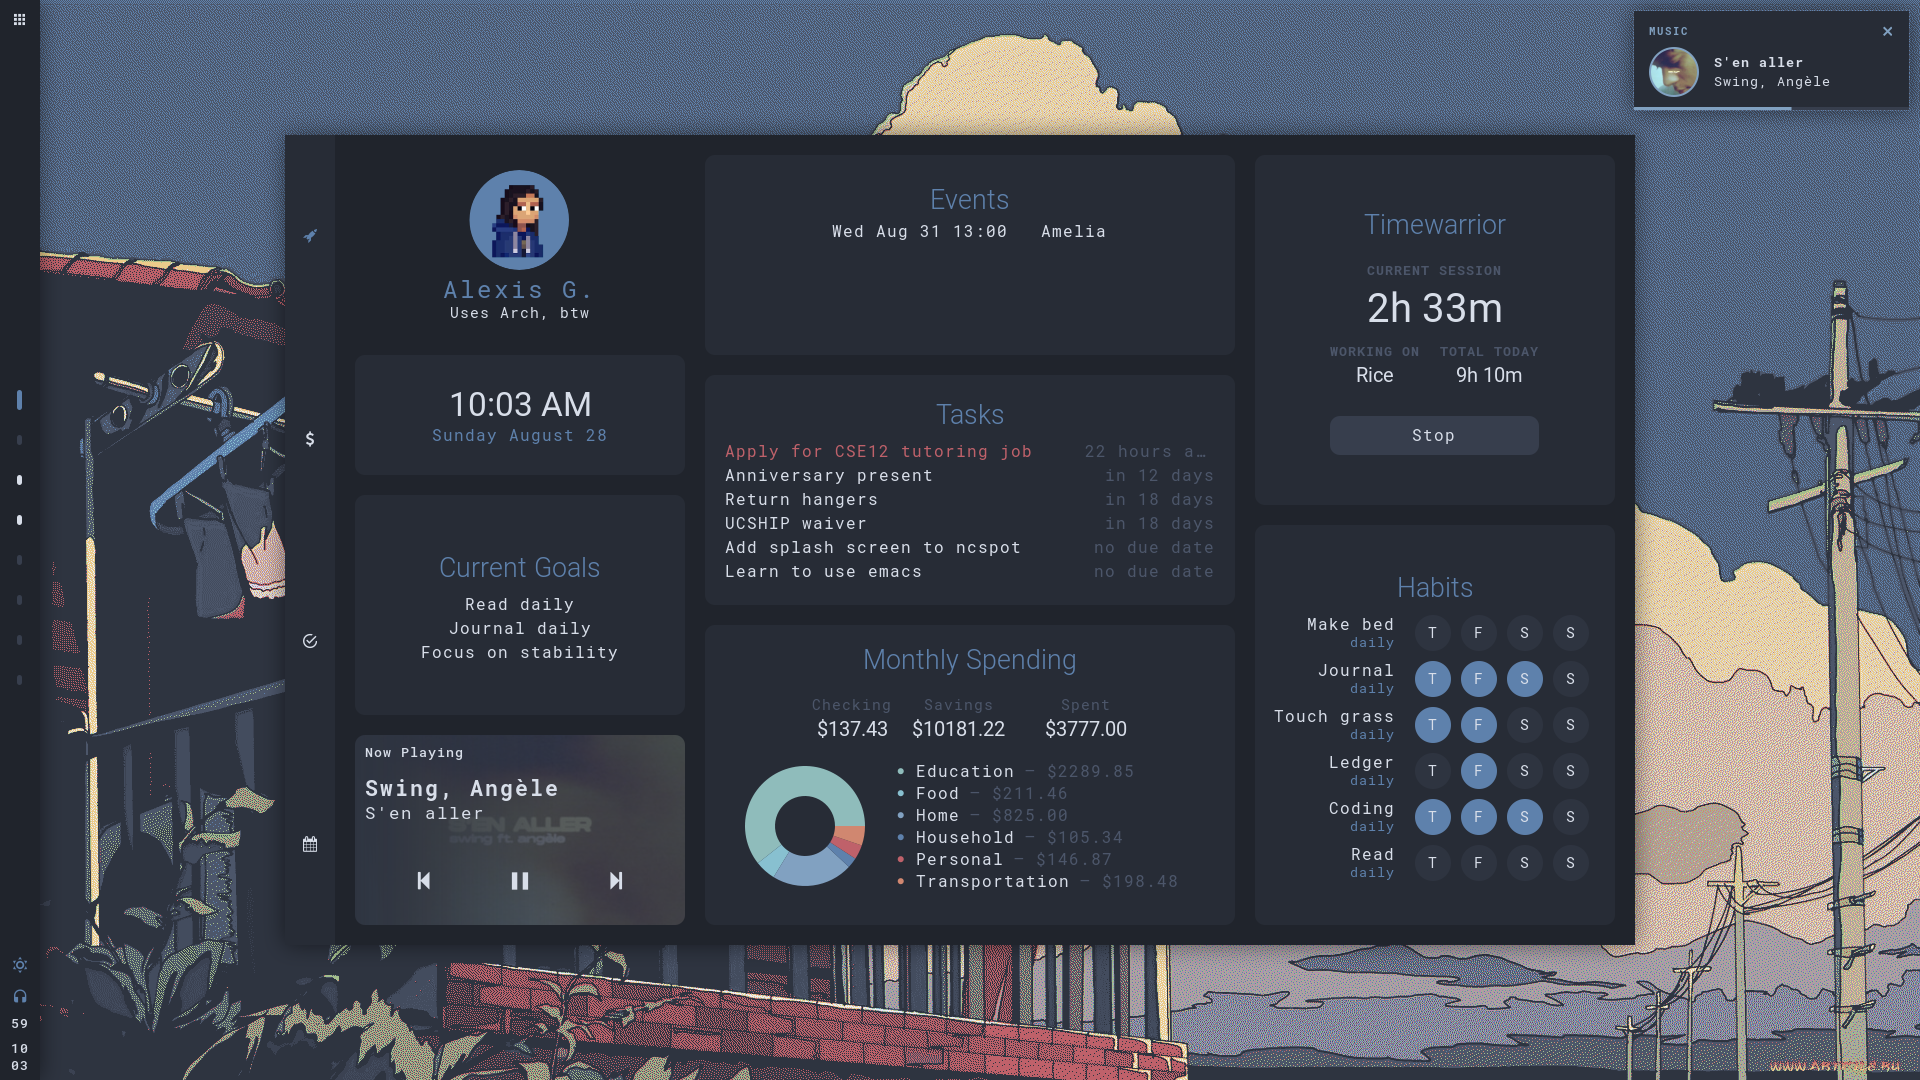 MUSIC
S'en aller
Swing, Angèle
Alexis G.
Uses Arch, btw
10:03 AM
Sunday August 28
Current Goals
Read daily
Journal daily
Focus on stability
Now Playing
Swing, Angèle
S'en aller
S'EN ALLER
swing ft. angèle
Events
Wed Aug 31 13:00 Amelia
Tasks
Apply for CSE12 tutoring job 22 hours a…
Anniversary present in 12 days
Return hangers in 18 days
UCSHIP waiver in 18 days
Add splash screen to ncspot no due date
Learn to use emacs no due date
Monthly Spending
Checking Savings Spent
$137.43 $10181.22 $3777.00
• Education — $2289.85
• Food — $211.46
• Home — $825.00
• Household — $105.34
• Personal — $146.87
• Transportation — $198.48
Timewarrior
CURRENT SESSION
2h 33m
WORKING ON TOTAL TODAY
Rice 9h 10m
Stop
Habits
Make bed T F S S
daily
Journal T F S S
daily
Touch grass T F S S
daily
Ledger T F S S
daily
Coding T F S S
daily
Read T F S S
daily
$
59
10
03